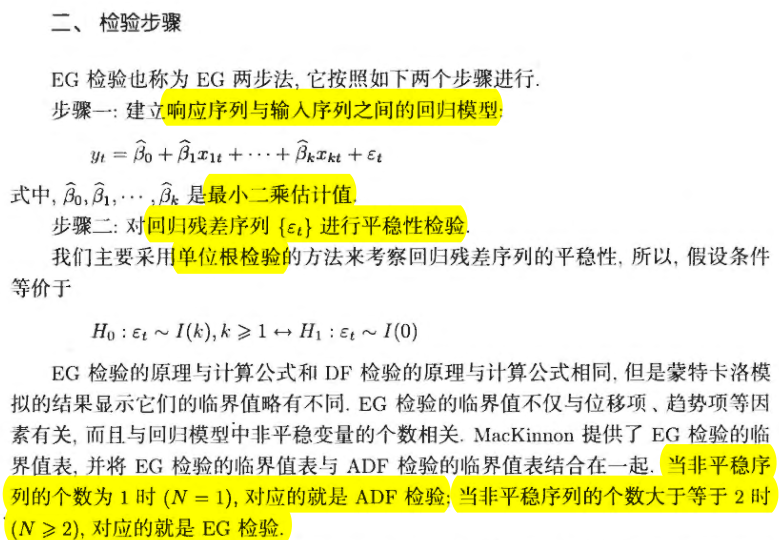 二、 检验步骤
EG 检验也称为 EG 两步法, 它按照如下两个步骤进行.
步骤一: 建立响应序列与输入序列之间的回归模型:
$y_t = \widehat{\beta}_0 + \widehat{\beta}_1 x_{1t} + \cdots + \widehat{\beta}_k x_{kt} + \varepsilon_t$
式中, $\widehat{\beta}_0, \widehat{\beta}_1, \cdots, \widehat{\beta}_k$ 是最小二乘估计值.
步骤二: 对回归残差序列 $\{\varepsilon_t\}$ 进行平稳性检验.
我们主要采用单位根检验的方法来考察回归残差序列的平稳性, 所以, 假设条件
等价于
$H_0 : \varepsilon_t \sim I(k), k \geqslant 1 \leftrightarrow H_1 : \varepsilon_t \sim I(0)$
EG 检验的原理与计算公式和 DF 检验的原理与计算公式相同, 但是蒙特卡洛模
拟的结果显示它们的临界值略有不同. EG 检验的临界值不仅与位移项、趋势项等因
素有关, 而且与回归模型中非平稳变量的个数相关. MacKinnon 提供了 EG 检验的临
界值表, 并将 EG 检验的临界值表与 ADF 检验的临界值表结合在一起. 当非平稳序
列的个数为 1 时 (N = 1), 对应的就是 ADF 检验; 当非平稳序列的个数大于等于 2 时
(N ⩾ 2), 对应的就是 EG 检验.